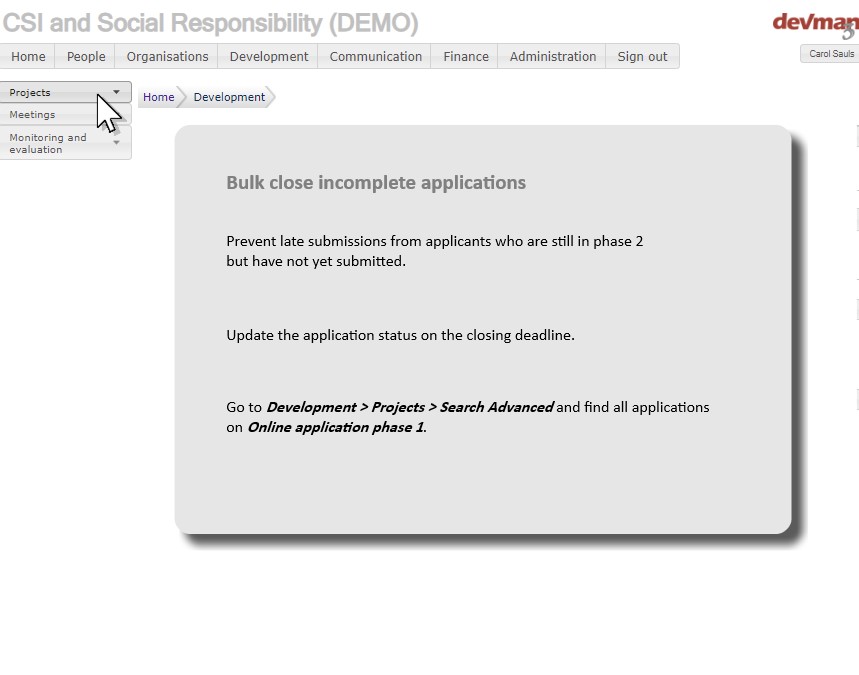 CSI and Social Responsibility (DEMO)
devman
3
Home People Organisations Development Communication Finance Administration Sign out
Carol Sauls
Projects
Home Development
Meetings
Monitoring and
evaluation
Bulk close incomplete applications
Prevent late submissions from applicants who are still in phase 2
but have not yet submitted.
Update the application status on the closing deadline.
Go to Development > Projects > Search Advanced and find all applications
on Online application phase 1.